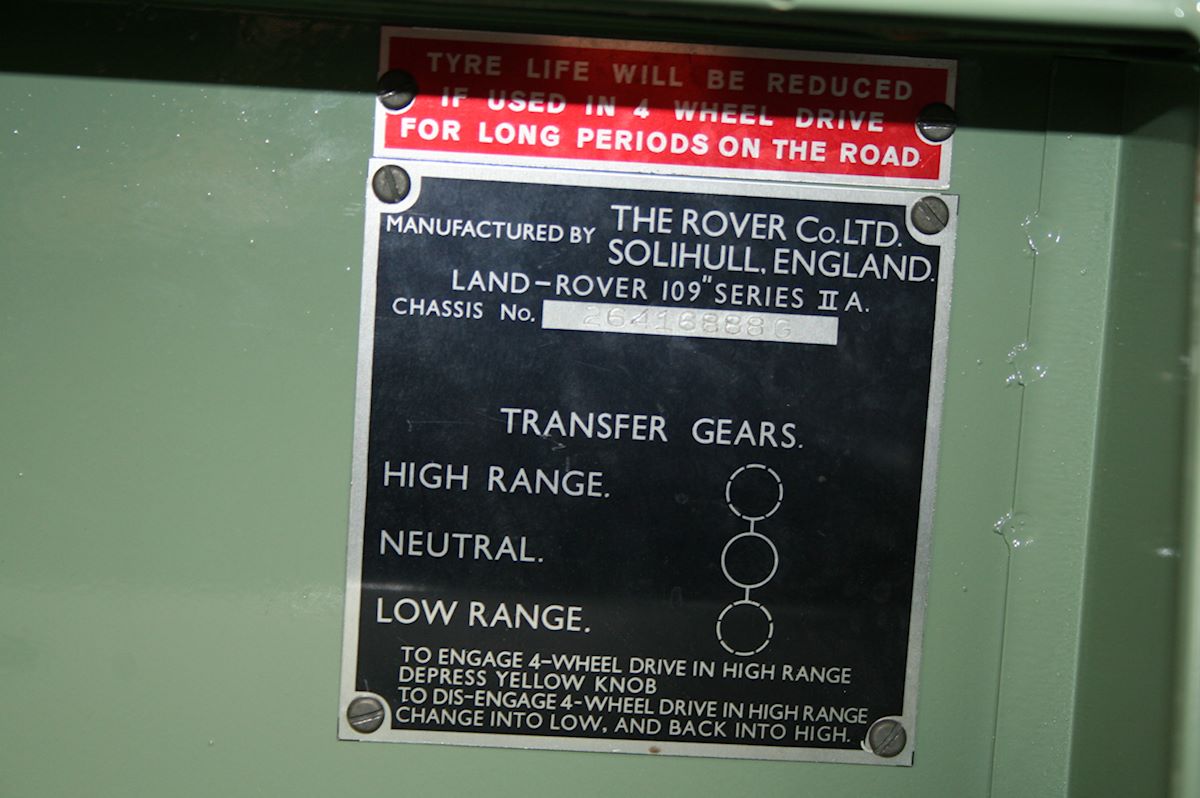 TYRE LIFE WILL BE REDUCED
IF USED IN 4 WHEEL DRIVE
FOR LONG PERIODS ON THE ROAD
MANUFACTURED BY THE ROVER Co. LTD.
SOLIHULL, ENGLAND.
LAND-ROVER 109" SERIES II A.
CHASSIS No. 26416888G
TRANSFER GEARS.
HIGH RANGE.
NEUTRAL.
LOW RANGE.
TO ENGAGE 4-WHEEL DRIVE IN HIGH RANGE
DEPRESS YELLOW KNOB
TO DIS-ENGAGE 4-WHEEL DRIVE IN HIGH RANGE
CHANGE INTO LOW, AND BACK INTO HIGH.